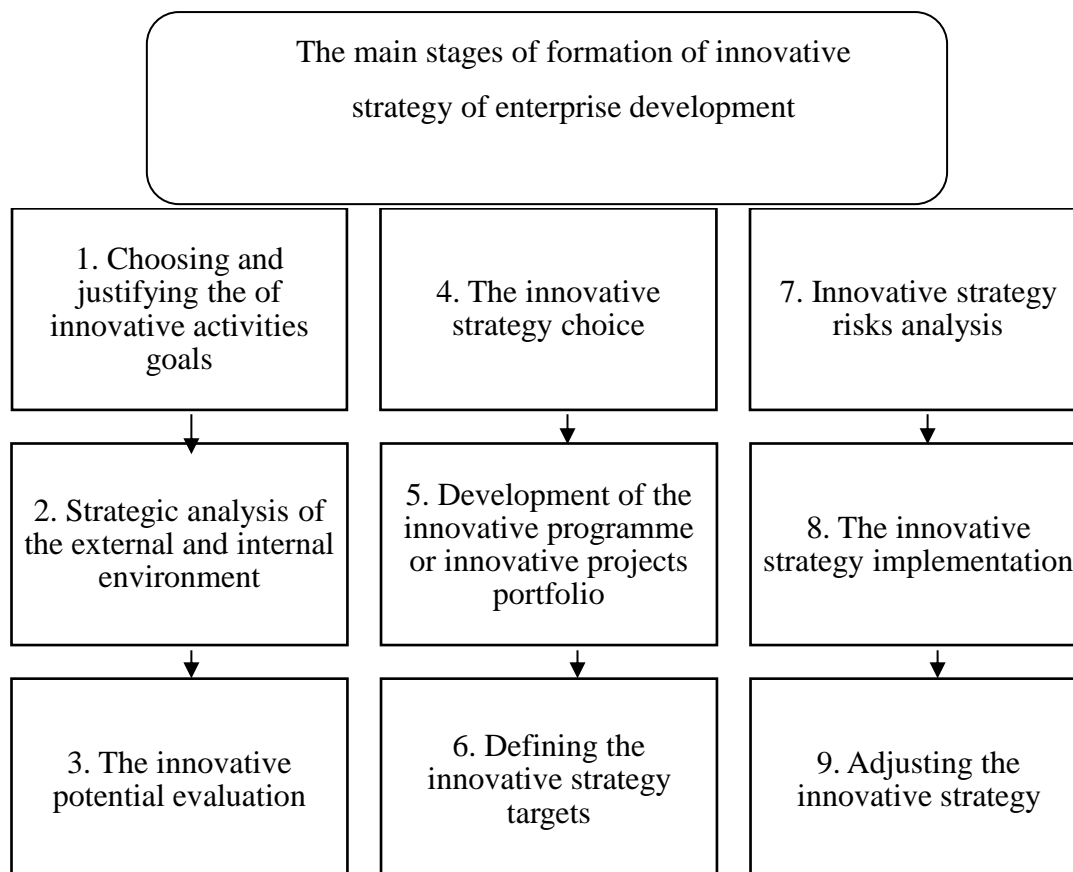 The main stages of formation of innovative
strategy of enterprise development
1. Choosing and
justifying the of
innovative activities
goals
2. Strategic analysis of
the external and internal
environment
3. The innovative
potential evaluation
4. The innovative
strategy choice
5. Development of the
innovative programme
or innovative projects
portfolio
6. Defining the
innovative strategy
targets
7. Innovative strategy
risks analysis
8. The innovative
strategy implementation
9. Adjusting the
innovative strategy